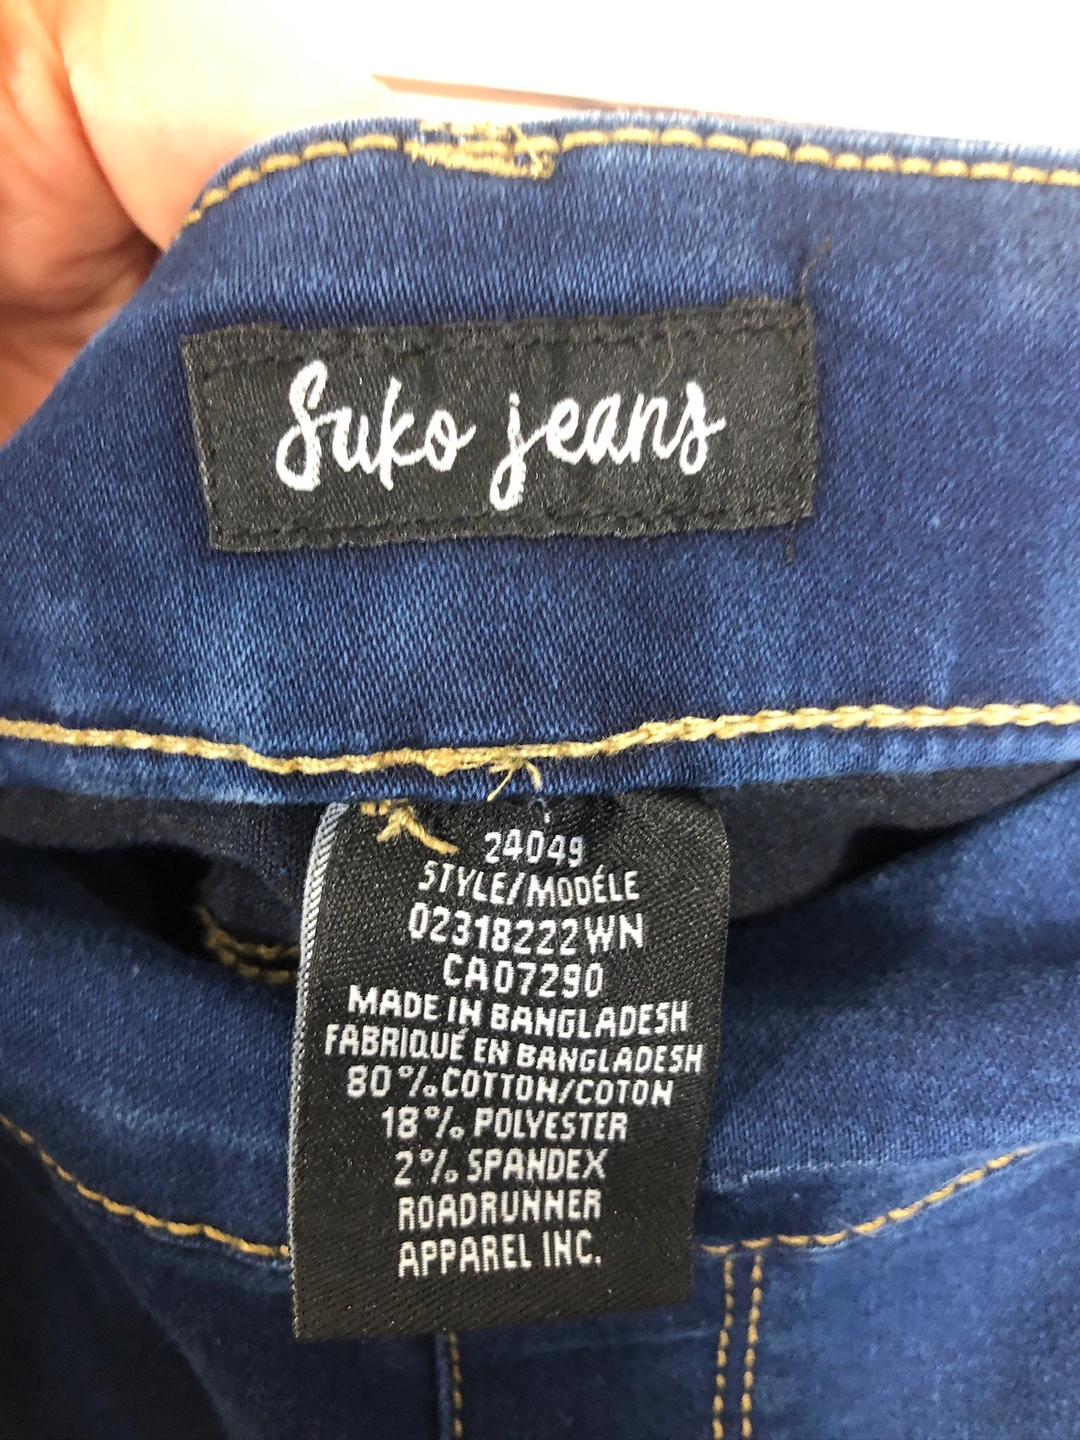 Suko jeans
24049
STYLE/MODÉLE
02318222WN
CA07290
MADE IN BANGLADESH
FABRIQUÉ EN BANGLADESH
80% COTTON/COTON
18% POLYESTER
2% SPANDEX
ROADRUNNER
APPAREL INC.